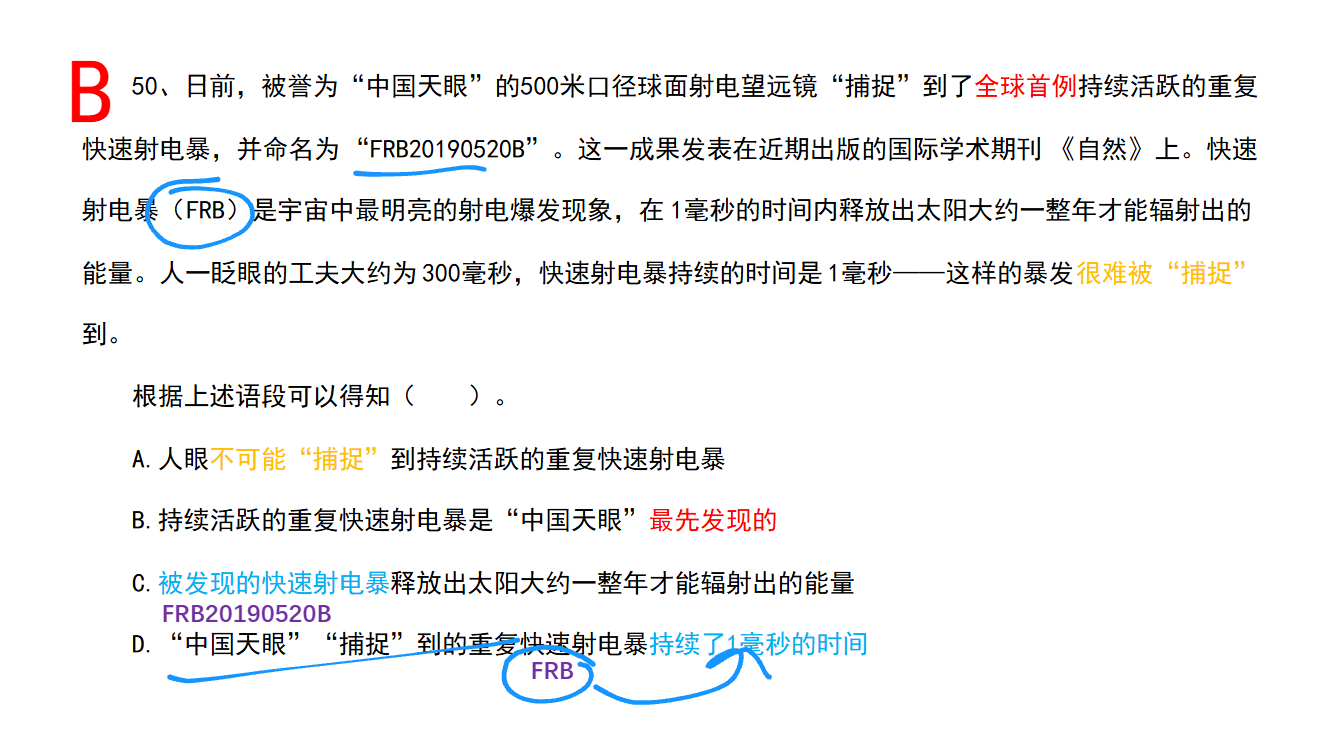 B
50、日前，被誉为“中国天眼”的500米口径球面射电望远镜“捕捉”到了全球首例持续活跃的重复
快速射电暴，并命名为“FRB20190520B”。这一成果发表在近期出版的国际学术期刊《自然》上。快速
射电暴（FRB）是宇宙中最明亮的射电爆发现象，在1毫秒的时间内释放出太阳大约一整年才能辐射出的
能量。人一眨眼的工夫大约为300毫秒，快速射电暴持续的时间是1毫秒——这样的暴发很难被“捕捉”
到。
根据上述语段可以得知（　　）。
A.人眼不可能“捕捉”到持续活跃的重复快速射电暴
B.持续活跃的重复快速射电暴是“中国天眼”最先发现的
C.被发现的快速射电暴释放出太阳大约一整年才能辐射出的能量
FRB20190520B
D.“中国天眼”“捕捉”到的重复快速射电暴持续了1毫秒的时间
FRB